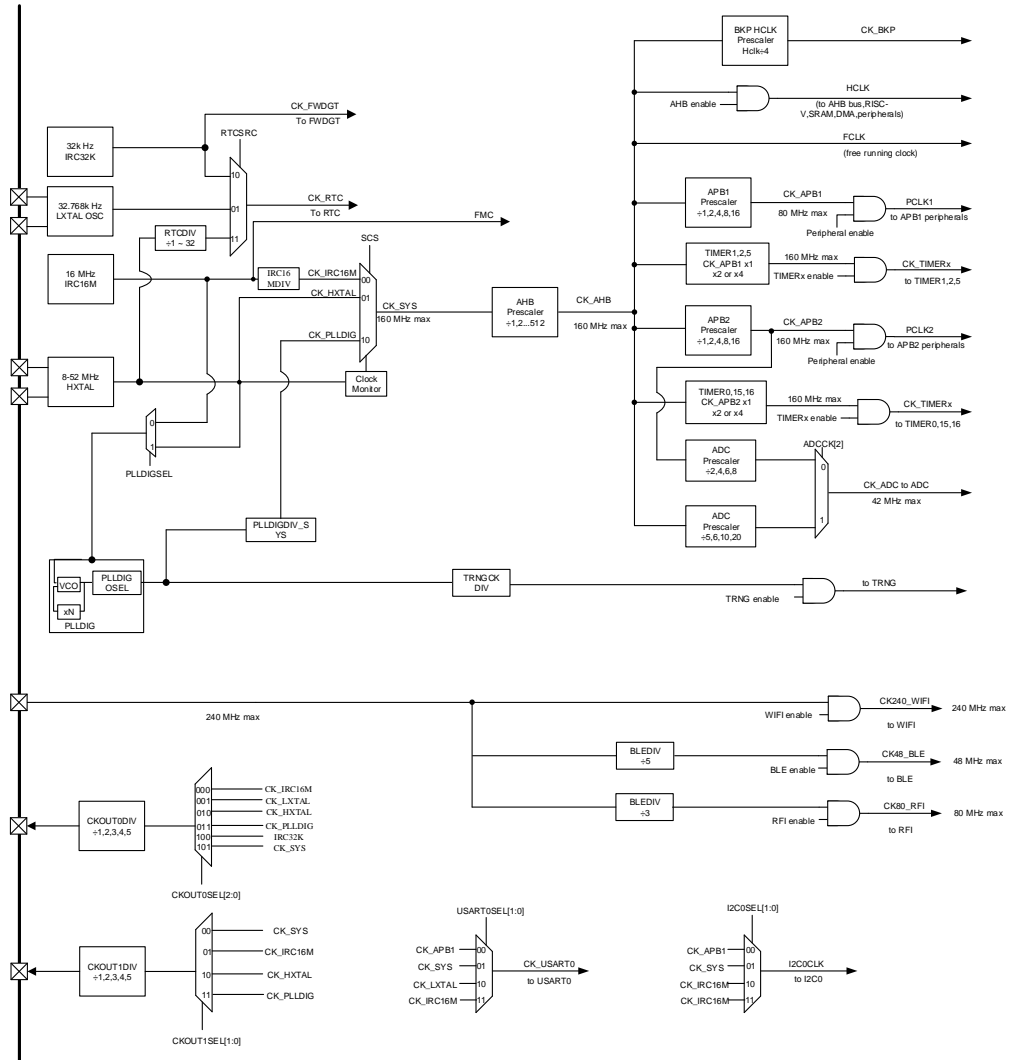 BKP HCLK
Prescaler
Hclk÷4
CK_BKP
AHB enable
HCLK
(to AHB bus,RISC-
V,SRAM,DMA,peripherals)
FCLK
(free running clock)
CK_FWDGT
To FWDGT
32k Hz
IRC32K
RTCSRC
10
01
11
32.768k Hz
LXTAL OSC
CK_RTC
To RTC
RTCDIV
÷1 ~ 32
FMC
APB1
Prescaler
÷1,2,4,8,16
CK_APB1
80 MHz max
Peripheral enable
PCLK1
to APB1 peripherals
16 MHz
IRC16M
IRC16
MDIV
CK_IRC16M
CK_HXTAL
CK_PLLDIG
SCS
00
01
10
CK_SYS
160 MHz max
AHB
Prescaler
÷1,2...512
CK_AHB
160 MHz max
TIMER1,2,5
CK_APB1 x1
x2 or x4
160 MHz max
TIMERx enable
CK_TIMERx
to TIMER1,2,5
APB2
Prescaler
÷1,2,4,8,16
CK_APB2
160 MHz max
Peripheral enable
PCLK2
to APB2 peripherals
8-52 MHz
HXTAL
Clock
Monitor
TIMER0,15,16
CK_APB2 x1
x2 or x4
160 MHz max
TIMERx enable
CK_TIMERx
to TIMER0,15,16
0
1
PLLDIGSEL
ADC
Prescaler
÷2,4,6,8
ADCCK[2]
0
1
CK_ADC to ADC
42 MHz max
ADC
Prescaler
÷5,6,10,20
PLLDIGDIV_S
YS
VCO
xN
PLLDIG
OSEL
PLLDIG
TRNGCK
DIV
TRNG enable
to TRNG
240 MHz max
WIFI enable
CK240_WIFI
to WIFI
240 MHz max
BLEDIV
÷5
BLE enable
CK48_BLE
to BLE
48 MHz max
BLEDIV
÷3
RFI enable
CK80_RFI
to RFI
80 MHz max
CKOUT0DIV
÷1,2,3,4,5
000
001
010
011
100
101
CK_IRC16M
CK_LXTAL
CK_HXTAL
CK_PLLDIG
IRC32K
CK_SYS
CKOUT0SEL[2:0]
CKOUT1DIV
÷1,2,3,4,5
00
01
10
11
CK_SYS
CK_IRC16M
CK_HXTAL
CK_PLLDIG
CKOUT1SEL[1:0]
USART0SEL[1:0]
CK_APB1
CK_SYS
CK_LXTAL
CK_IRC16M
00
01
10
11
CK_USART0
to USART0
I2C0SEL[1:0]
CK_APB1
CK_SYS
CK_IRC16M
CK_IRC16M
00
01
10
11
I2C0CLK
to I2C0